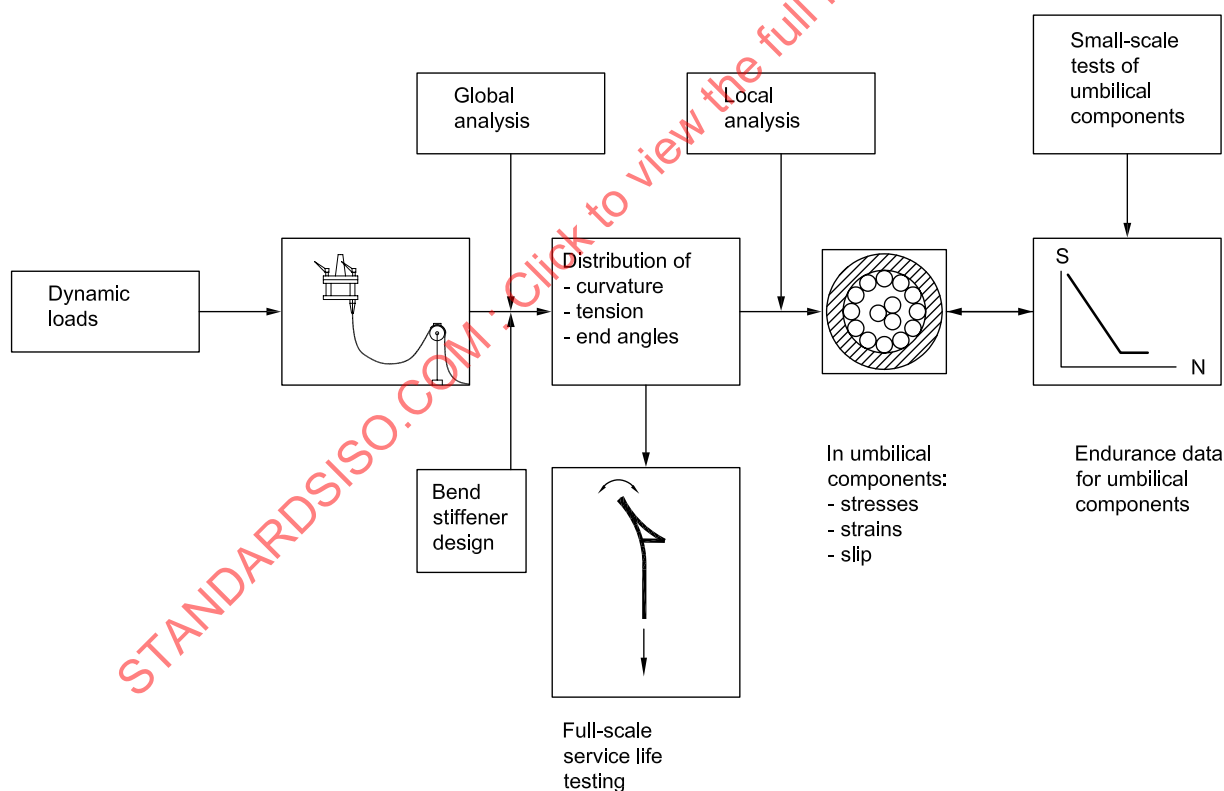 Small-scale
tests of
umbilical
components
Global
analysis
Local
analysis
Dynamic
loads
Distribution of
- curvature
- tension
- end angles
S
N
Bend
stiffener
design
In umbilical
components:
- stresses
- strains
- slip
Endurance data
for umbilical
components
Full-scale
service life
testing
STANDARDSISO.COM : Click to view the full